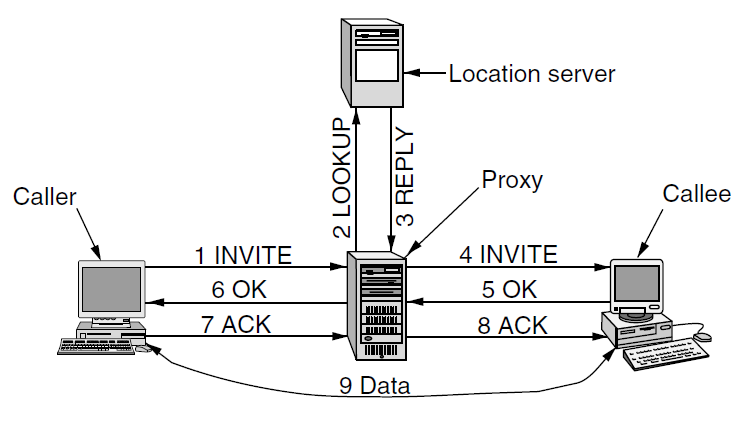 Location server
2 LOOKUP
3 REPLY
Proxy
Caller
Callee
1 INVITE
4 INVITE
6 OK
5 OK
7 ACK
8 ACK
9 Data